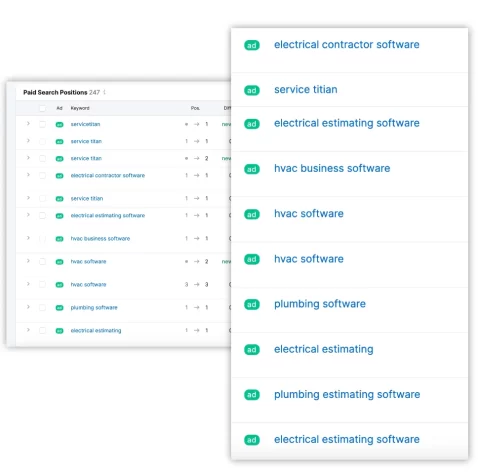 Paid Search Positions 247
Ad Keyword Pos. Diff
ad servicetitian • → 1 new
ad service titan 1 → 1 0
ad service titan • → 2 new
ad electrical contractor software 1 → 1 0
ad service titian 1 → 1 0
ad electrical estimating software 1 → 1 0
ad hvac business software 1 → 1 0
ad hvac software • → 2 new
ad hvac software 3 → 3 0
ad plumbing software 1 → 1 0
ad electrical estimating 1 → 1 0
ad electrical contractor software
ad service titian
ad electrical estimating software
ad hvac business software
ad hvac software
ad hvac software
ad plumbing software
ad electrical estimating
ad plumbing estimating software
ad electrical estimating software